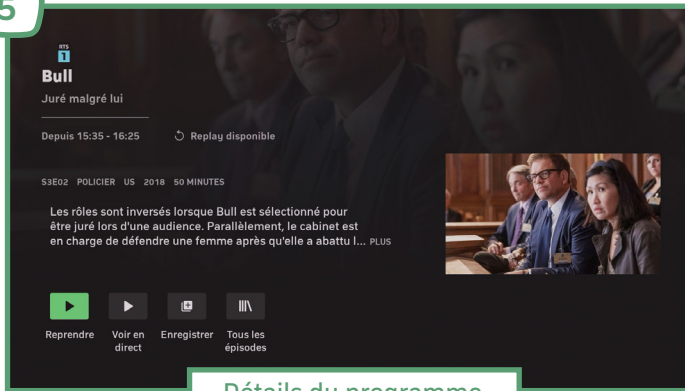 5
RTS
1
Bull
Juré malgré lui
Depuis 15:35 - 16:25 Replay disponible
S3E02 POLICIER US 2018 50 MINUTES
Les rôles sont inversés lorsque Bull est sélectionné pour
être juré lors d'une audience. Parallèlement, le cabinet est
en charge de défendre une femme après qu'elle a abattu l... PLUS
Reprendre
Voir en
direct
Enregistrer
Tous les
épisodes
Détails du programme